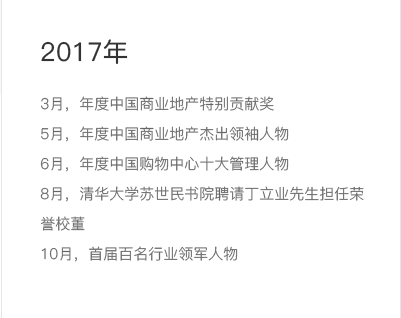 2017年
3月，年度中国商业地产特别贡献奖
5月，年度中国商业地产杰出领袖人物
6月，年度中国购物中心十大管理人物
8月，清华大学苏世民书院聘请丁立业先生担任荣
誉校董
10月，首届百名行业领军人物